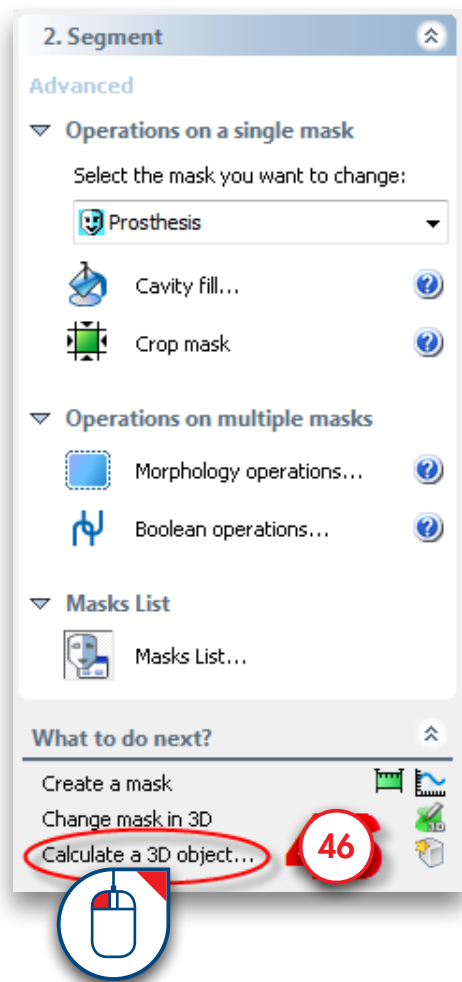 2. Segment
Advanced
Operations on a single mask
Select the mask you want to change:
Prosthesis
Cavity fill...
Crop mask
Operations on multiple masks
Morphology operations...
Boolean operations...
Masks List
Masks List...
What to do next?
Create a mask
Change mask in 3D
Calculate a 3D object...
46